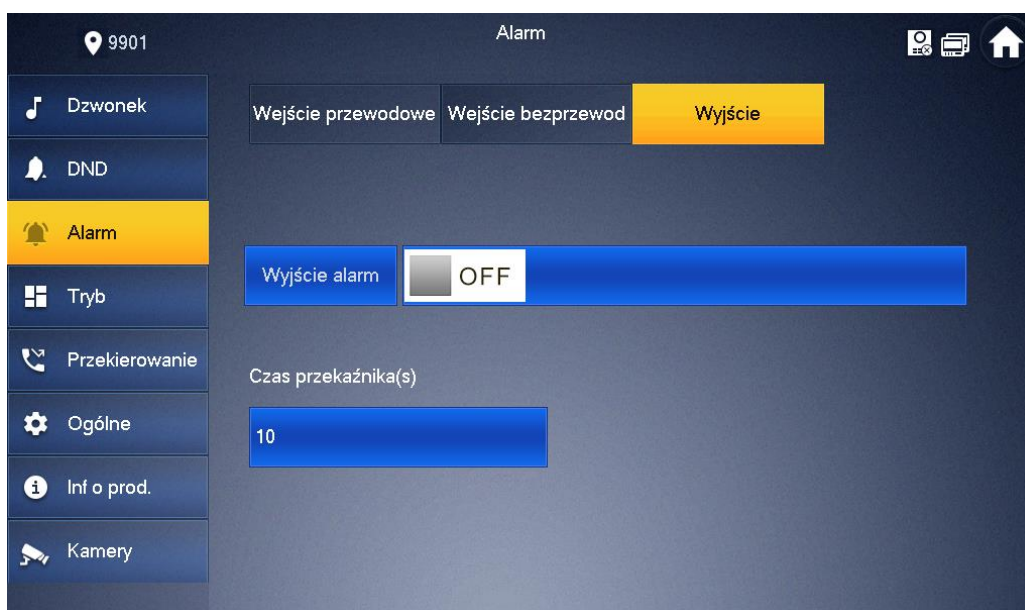 9901
Alarm
Dzwonek
DND
Alarm
Tryb
Przekierowanie
Ogólne
Inf o prod.
Kamery
Wejście przewodowe
Wejście bezprzewod
Wyjście
Wyjście alarm
OFF
Czas przekaźnika(s)
10